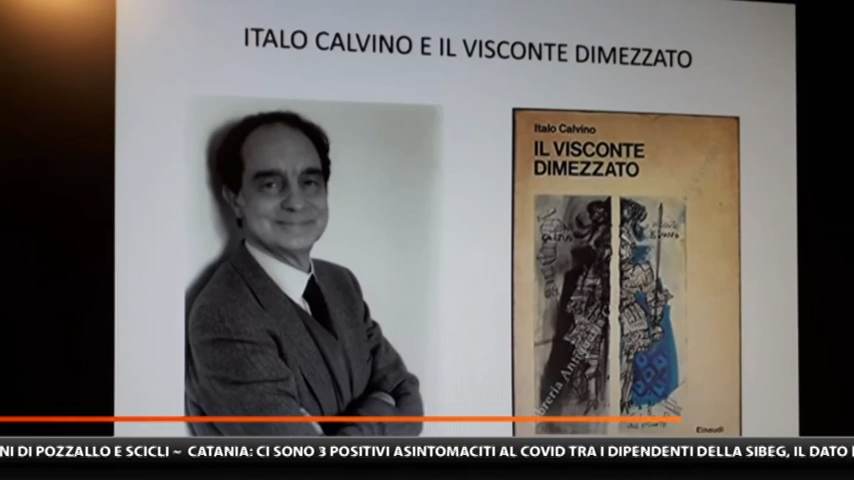 ITALO CALVINO E IL VISCONTE DIMEZZATO
Italo Calvino
IL VISCONTE
DIMEZZATO
Einaudi
NI DI POZZALLO E SCICLI ~ CATANIA: CI SONO 3 POSITIVI ASINTOMACITI AL COVID TRA I DIPENDENTI DELLA SIBEG, IL DATO